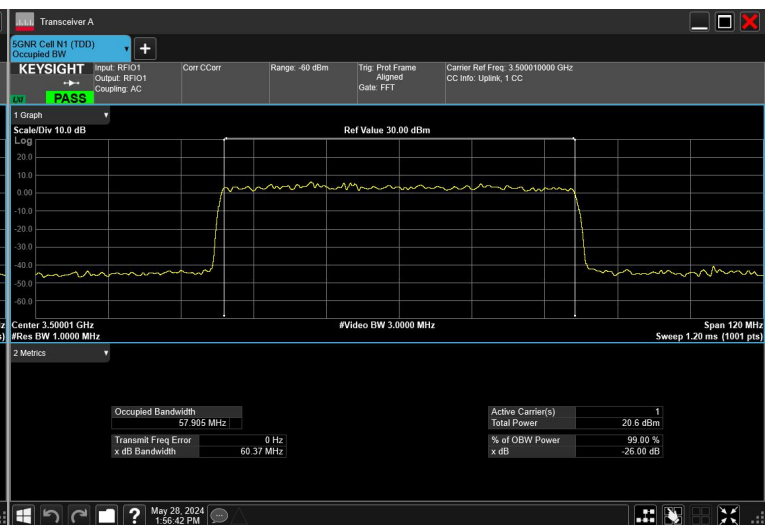 Transceiver A
5GNR Cell N1 (TDD)
Occupied BW
+
KEYSIGHT
LXI
PASS
Input: RFIO1
Output: RFIO1
Coupling: AC
Corr CCorr
Range: -60 dBm
Trig: Prot Frame
Aligned
Gate: FFT
Carrier Ref Freq: 3.500010000 GHz
CC Info: Uplink, 1 CC
1 Graph
Scale/Div 10.0 dB
Ref Value 30.00 dBm
Log
20.0
10.0
0.00
-10.0
-20.0
-30.0
-40.0
-50.0
-60.0
z Center 3.50001 GHz
#Video BW 3.0000 MHz
Span 120 MHz
s) #Res BW 1.0000 MHz
Sweep 1.20 ms (1001 pts)
2 Metrics
Occupied Bandwidth
57.905 MHz
Transmit Freq Error 0 Hz
x dB Bandwidth 60.37 MHz
Active Carrier(s) 1
Total Power 20.6 dBm
% of OBW Power 99.00 %
x dB -26.00 dB
?
May 28, 2024
1:56:42 PM